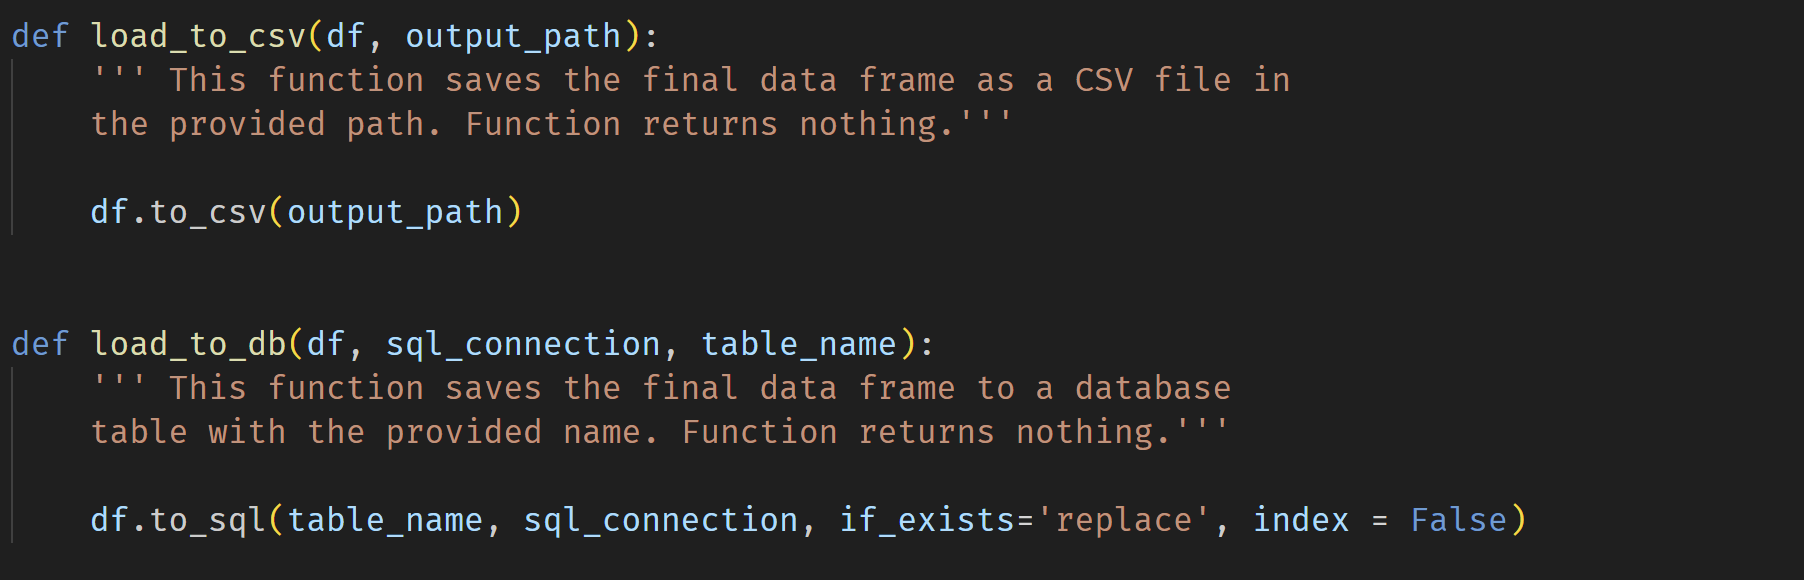 def load_to_csv(df, output_path):
    ''' This function saves the final data frame as a CSV file in
    the provided path. Function returns nothing.'''
    df.to_csv(output_path)
def load_to_db(df, sql_connection, table_name):
    ''' This function saves the final data frame to a database
    table with the provided name. Function returns nothing.'''
    df.to_sql(table_name, sql_connection, if_exists='replace', index = False)